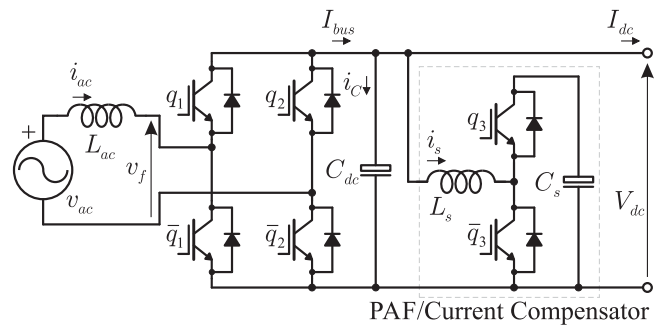 I_bus
I_dc
i_ac
q_1
q_2
i_C
q_3
+
L_ac
v_f
i_s
v_ac
C_dc
L_s
C_s
V_dc
q̄_1
q̄_2
q̄_3
PAF/Current Compensator